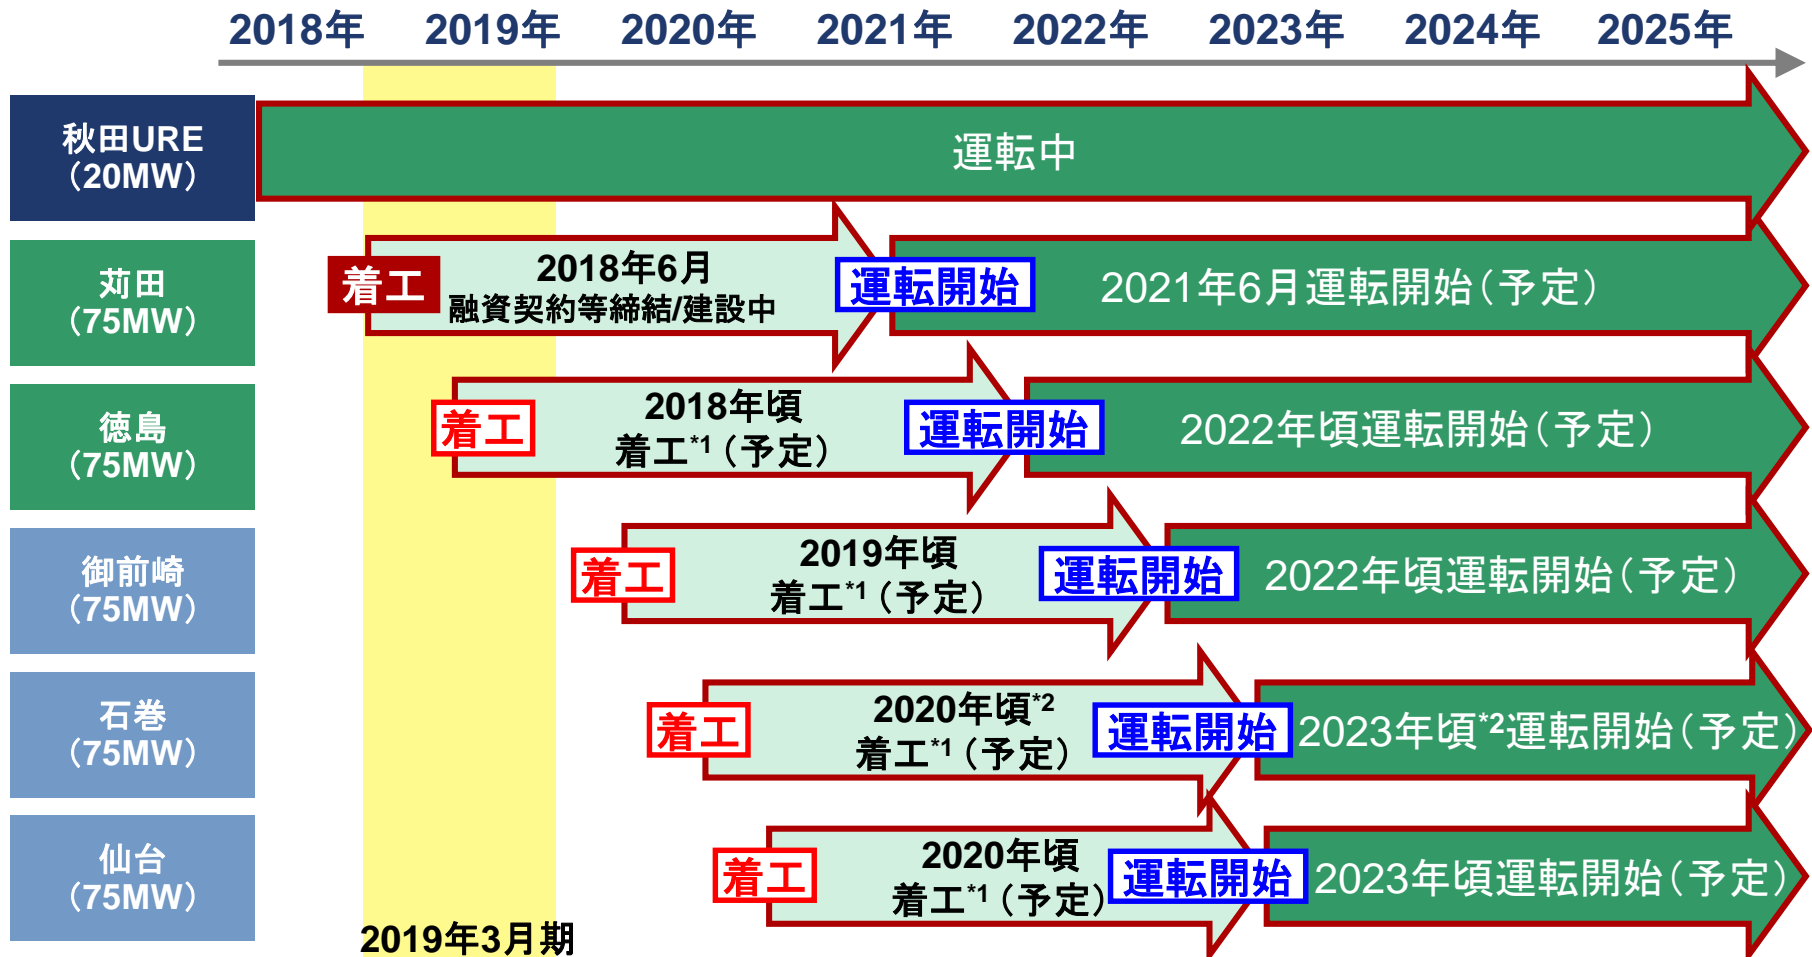 2018年 2019年 2020年 2021年 2022年 2023年 2024年 2025年
秋田URE
（20MW）
運転中
苅田
（75MW）
着工
2018年6月
融資契約等締結/建設中
運転開始
2021年6月運転開始（予定）
徳島
（75MW）
着工
2018年頃
着工*1（予定）
運転開始
2022年頃運転開始（予定）
御前崎
（75MW）
着工
2019年頃
着工*1（予定）
運転開始
2022年頃運転開始（予定）
石巻
（75MW）
着工
2020年頃*2
着工*1（予定）
運転開始
2023年頃*2運転開始（予定）
仙台
（75MW）
着工
2020年頃
着工*1（予定）
運転開始
2023年頃運転開始（予定）
2019年3月期